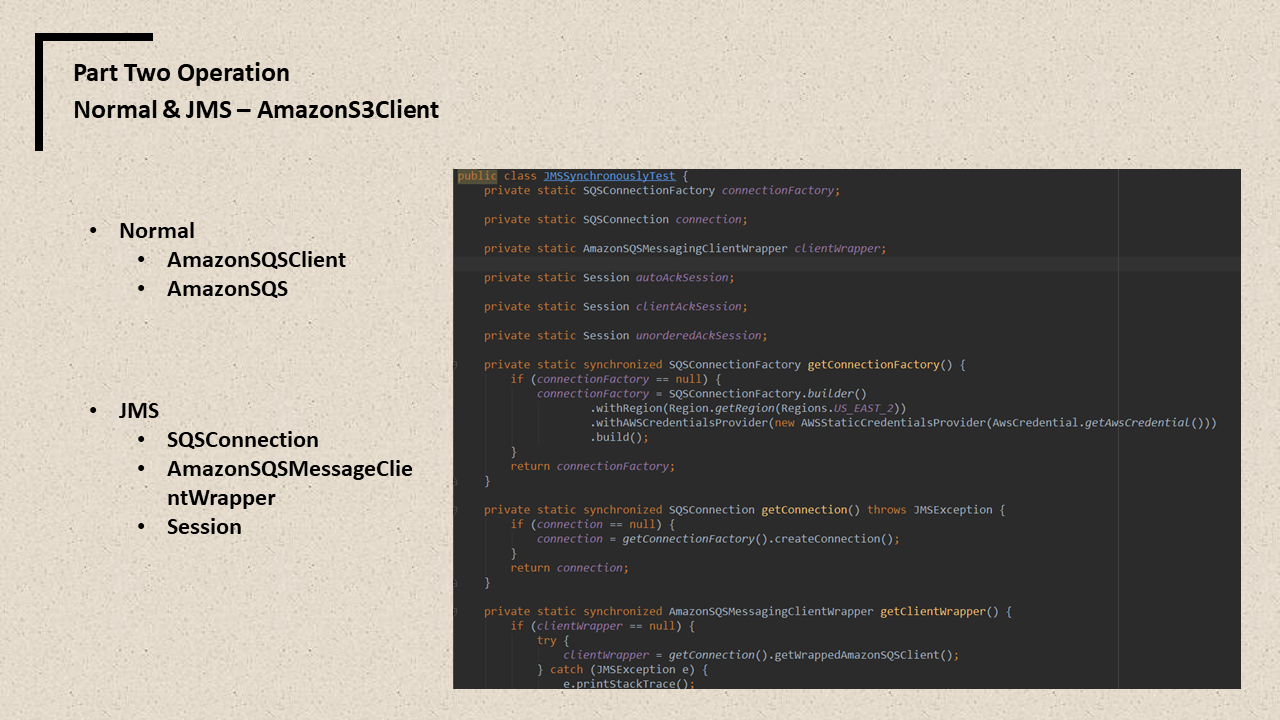 Part Two Operation
Normal & JMS – AmazonS3Client
• Normal
• AmazonSQSClient
• AmazonSQS
• JMS
• SQSConnection
• AmazonSQSMessageClie
ntWrapper
• Session
public class JMSSynchronouslyTest {
private static SQSConnectionFactory connectionFactory;
private static SQSConnection connection;
private static AmazonSQSMessagingClientWrapper clientWrapper;
private static Session autoAckSession;
private static Session clientAckSession;
private static Session unorderedAckSession;
private static synchronized SQSConnectionFactory getConnectionFactory() {
if (connectionFactory == null) {
connectionFactory = SQSConnectionFactory.builder()
.withRegion(Region.getRegion(Regions.US_EAST_2))
.withAWSCredentialsProvider(new AWSStaticCredentialsProvider(AwsCredential.getAwsCredential()))
.build();
}
return connectionFactory;
}
private static synchronized SQSConnection getConnection() throws JMSException {
if (connection == null) {
connection = getConnectionFactory().createConnection();
}
return connection;
}
private static synchronized AmazonSQSMessagingClientWrapper getClientWrapper() {
if (clientWrapper == null) {
try {
clientWrapper = getConnection().getWrappedAmazonSQSClient();
} catch (JMSException e) {
e.printStackTrace();